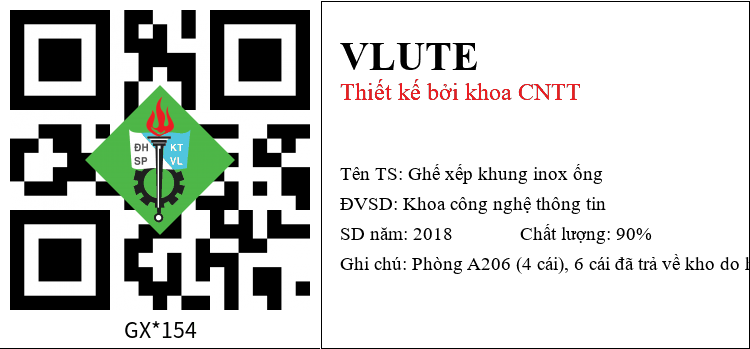 ĐH KT
SP VL
GX*154
VLUTE
Thiết kế bởi khoa CNTT
Tên TS: Ghế xếp khung inox ống
ĐVSD: Khoa công nghệ thông tin
SD năm: 2018 Chất lượng: 90%
Ghi chú: Phòng A206 (4 cái), 6 cái đã trả về kho do